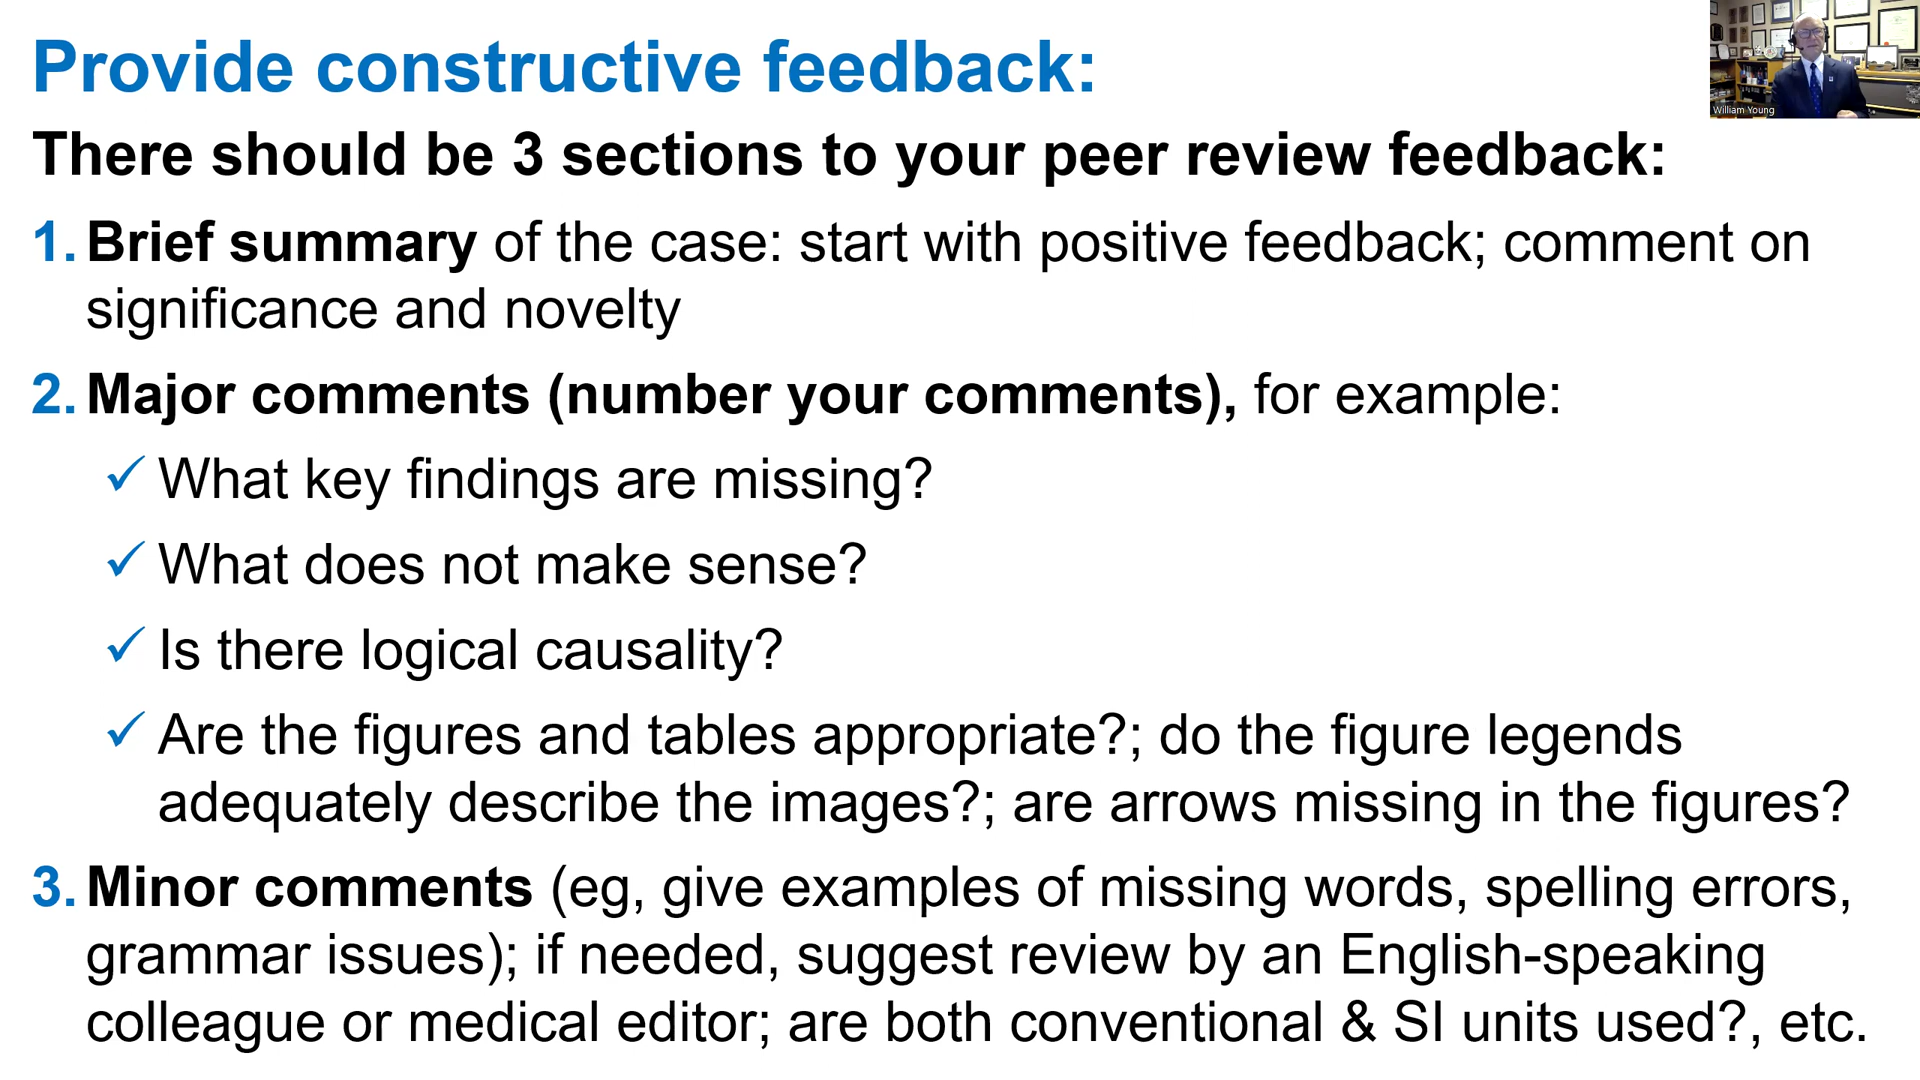 Provide constructive feedback:
William Young
There should be 3 sections to your peer review feedback:
1. Brief summary of the case: start with positive feedback; comment on
significance and novelty
2. Major comments (number your comments), for example:
✓ What key findings are missing?
✓ What does not make sense?
✓ Is there logical causality?
✓ Are the figures and tables appropriate?; do the figure legends
adequately describe the images?; are arrows missing in the figures?
3. Minor comments (eg, give examples of missing words, spelling errors,
grammar issues); if needed, suggest review by an English-speaking
colleague or medical editor; are both conventional & SI units used?, etc.